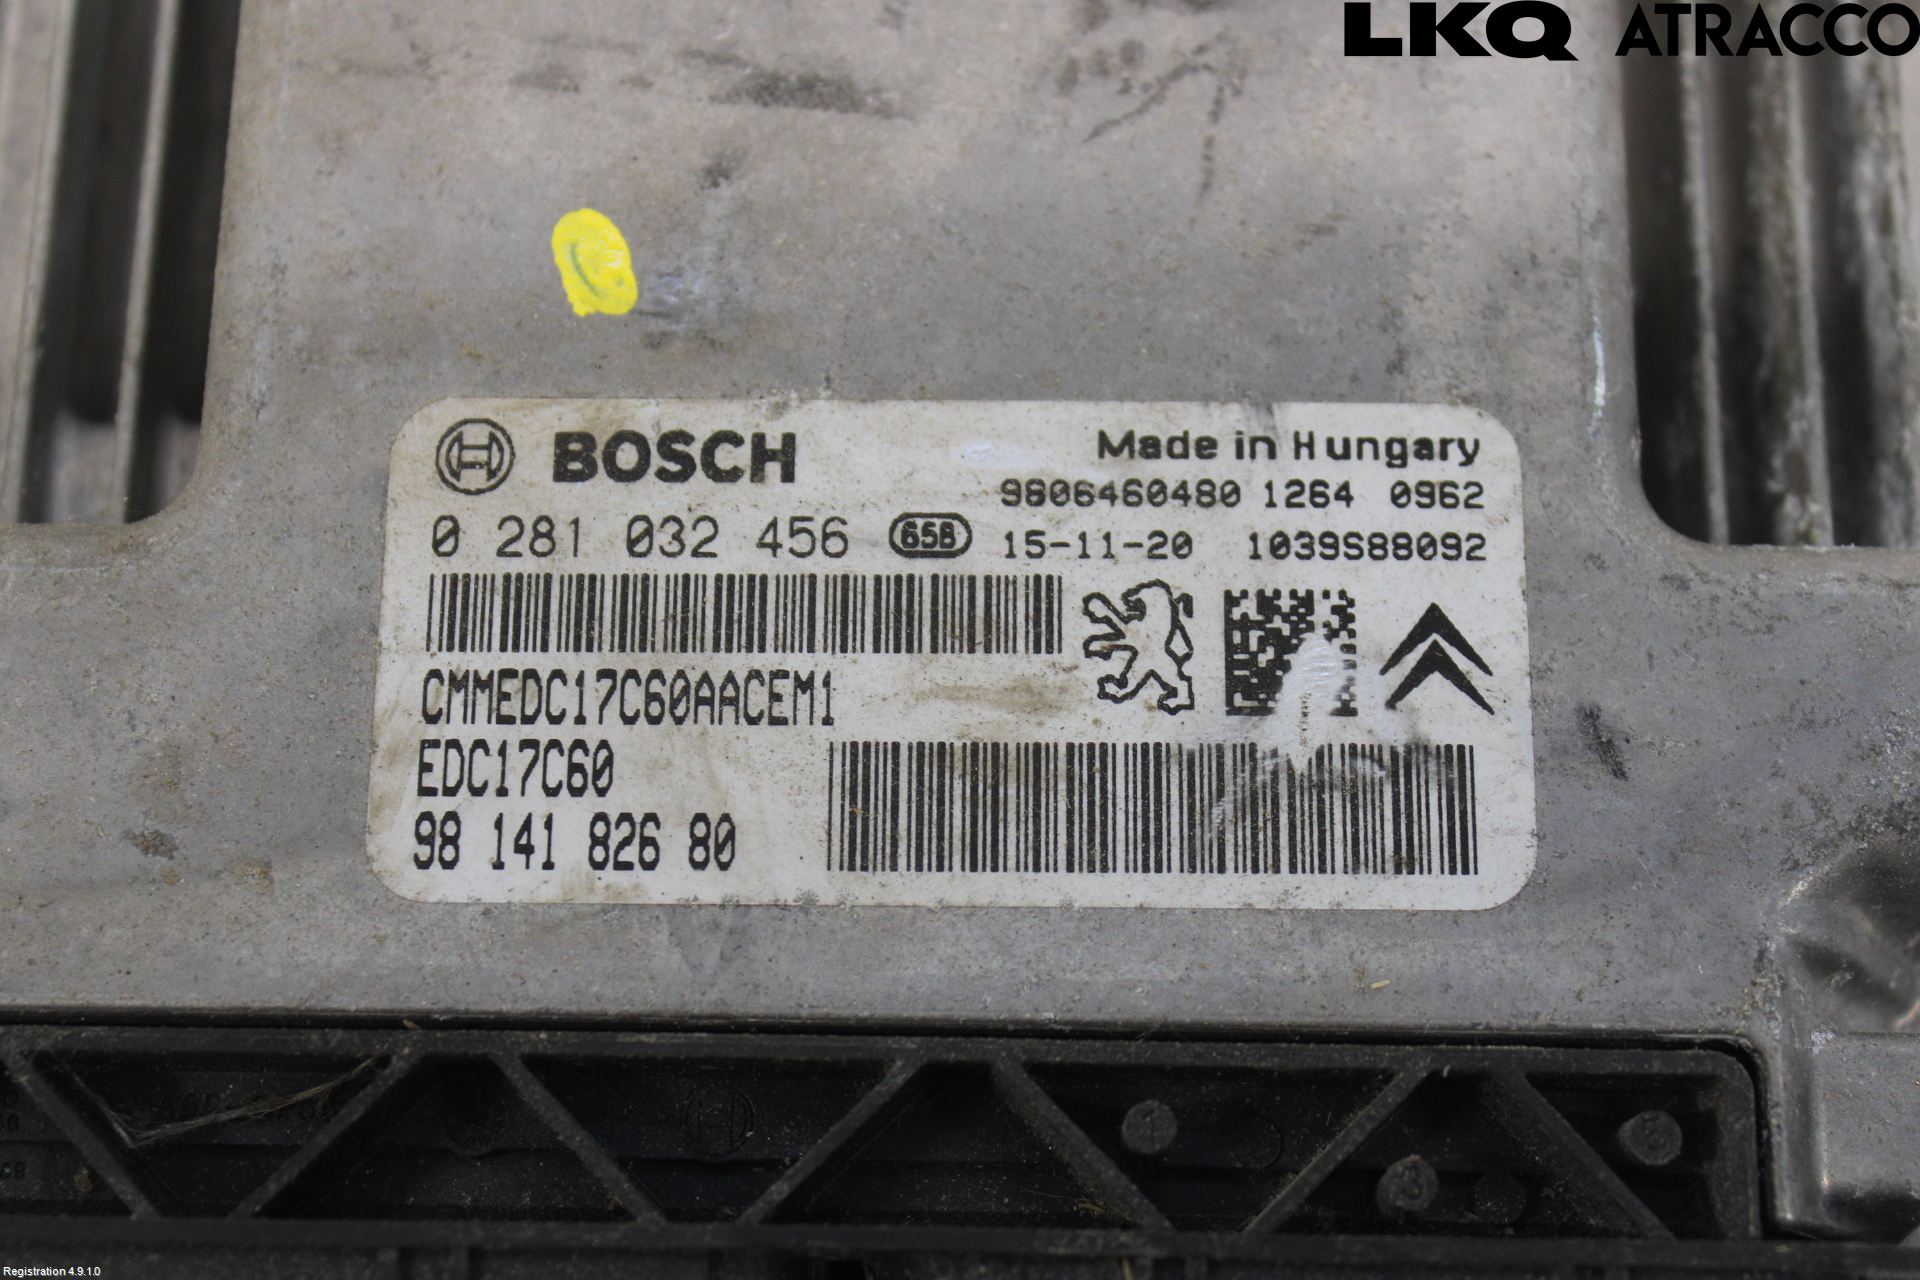 LKQ ATRACCO
BOSCH
Made in Hungary
9806460480 1264 0962
0 281 032 456 65B
15-11-20 1039S88092
CMMEDC17C60AACEM1
EDC17C60
98 141 826 80
1
Registration 4.9.1.0